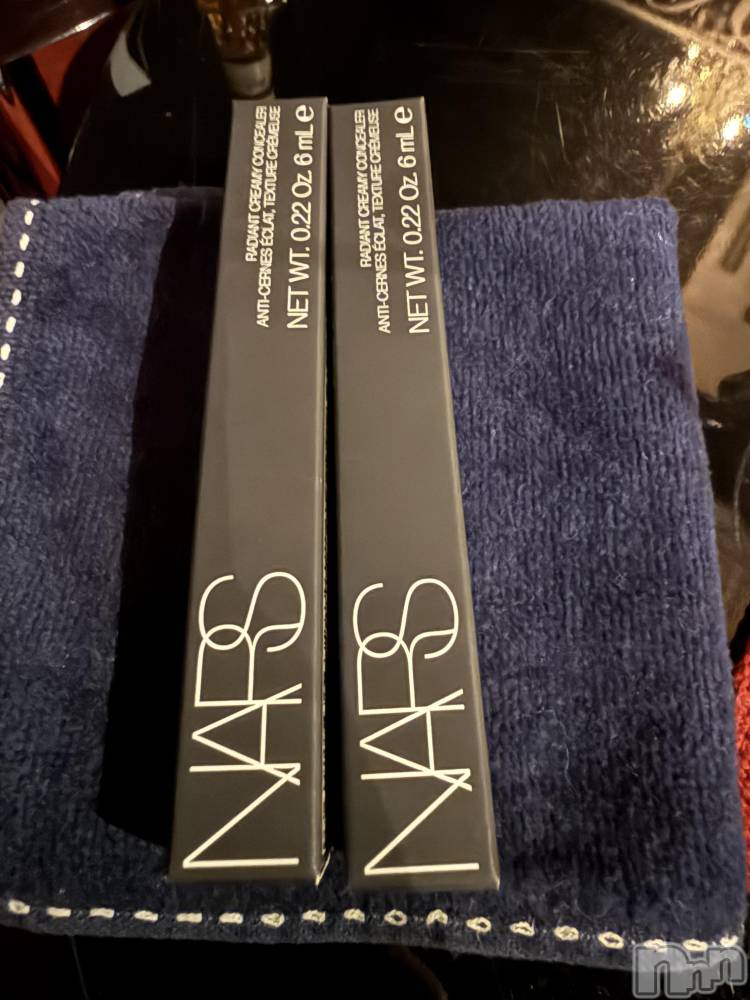 RADIANT CREAMY CONCEALER
ANTI-CERNES ÉCLAT, TEXTURE CRÉMEUSE
NET WT. 0.22 Oz. 6 mL e
NARS
RADIANT CREAMY CONCEALER
ANTI-CERNES ÉCLAT, TEXTURE CRÉMEUSE
NET WT. 0.22 Oz. 6 mL e
NARS